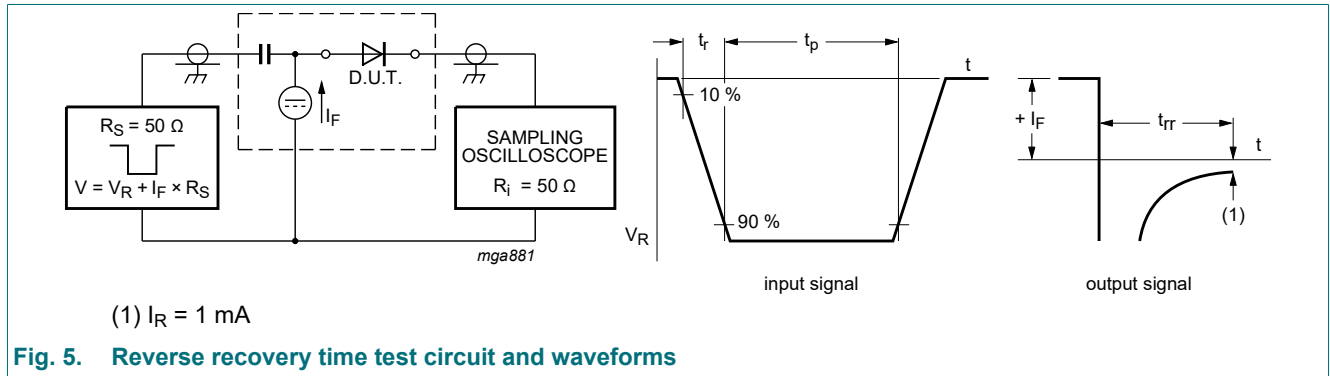 D.U.T.
I_F
R_S = 50 Ω
V = V_R + I_F × R_S
SAMPLING
OSCILLOSCOPE
R_i = 50 Ω
mga881
t_r
t_p
t
10 %
90 %
V_R
input signal
+ I_F
t_rr
t
(1)
output signal
(1) I_R = 1 mA
Fig. 5. Reverse recovery time test circuit and waveforms